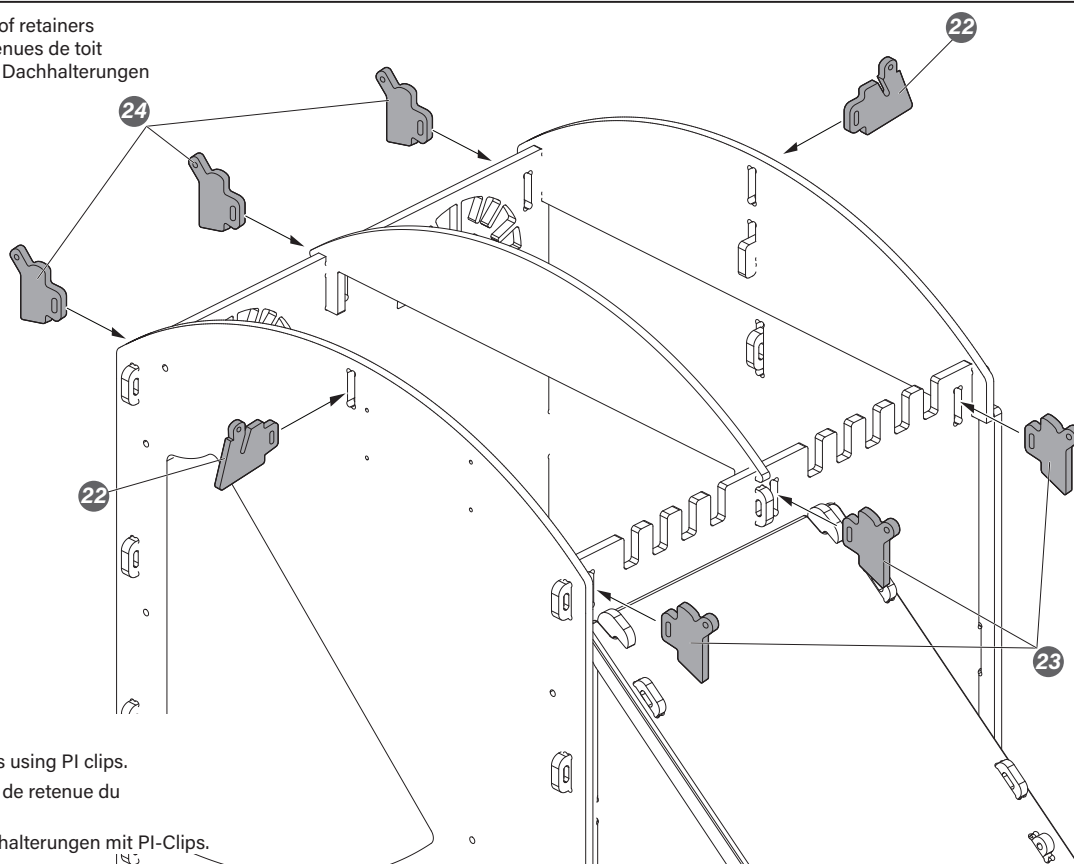 of retainers
enues de toit
Dachhalterungen
22
24
22
23
s using PI clips.
de retenue du
halterungen mit PI-Clips.